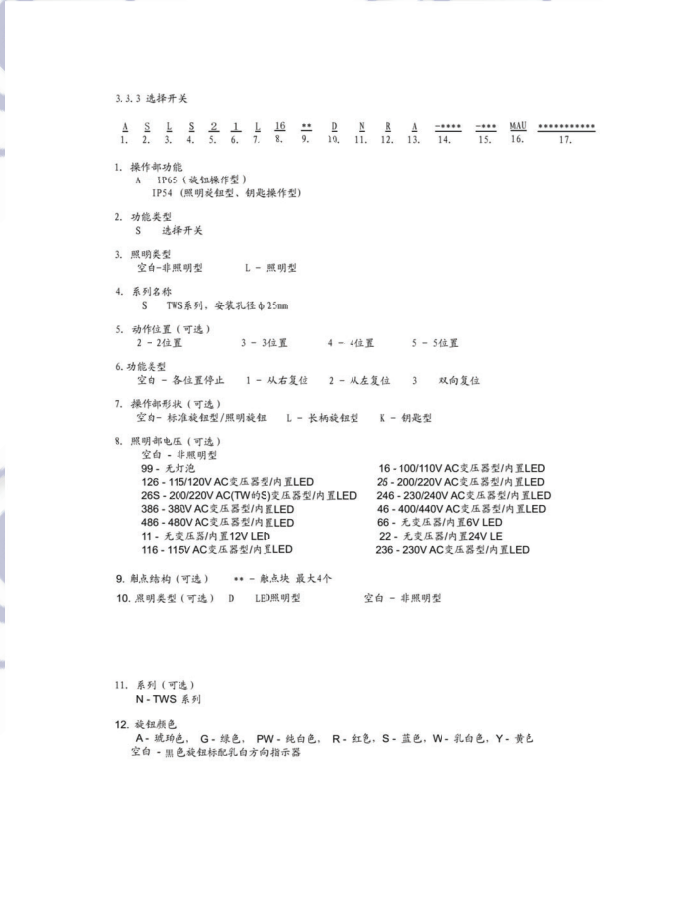 3.3.3 选择开关
A S L S 2 1 L 16 ** D N R A -**** -*** MAU ***********
1. 2. 3. 4. 5. 6. 7. 8. 9. 10. 11. 12. 13. 14. 15. 16. 17.
1. 操作部功能
A IP65 (旋钮操作型)
IP54 (照明旋钮型、钥匙操作型)
2. 功能类型
S 选择开关
3. 照明类型
空白-非照明型 L - 照明型
4. 系列名称
S TWS系列，安装孔径φ25mm
5. 动作位置 (可选)
2 - 2位置 3 - 3位置 4 - 4位置 5 - 5位置
6.功能类型
空白 - 各位置停止 1 - 从右复位 2 - 从左复位 3 双向复位
7. 操作部形状 (可选)
空白- 标准旋钮型/照明旋钮 L - 长柄旋钮型 K - 钥匙型
8. 照明部电压 (可选)
空白 - 非照明型
99 - 无灯泡 16 - 100/110V AC变压器型/内置LED
126 - 115/120V AC变压器型/内置LED 26 - 200/220V AC变压器型/内置LED
26S - 200/220V AC(TW的S)变压器型/内置LED 246 - 230/240V AC变压器型/内置LED
386 - 380V AC变压器型/内置LED 46 - 400/440V AC变压器型/内置LED
486 - 480V AC变压器型/内置LED 66 - 无变压器/内置6V LED
11 - 无变压器/内置12V LED 22 - 无变压器/内置24V LE
116 - 115V AC变压器型/内置LED 236 - 230V AC变压器型/内置LED
9. 触点结构 (可选) ** - 触点块 最大4个
10. 照明类型 (可选) D LED照明型 空白 - 非照明型
11. 系列 (可选)
N - TWS 系列
12. 旋钮颜色
A - 琥珀色, G - 绿色, PW - 纯白色, R - 红色, S - 蓝色, W - 乳白色, Y - 黄色
空白 - 黑色旋钮标配乳白方向指示器